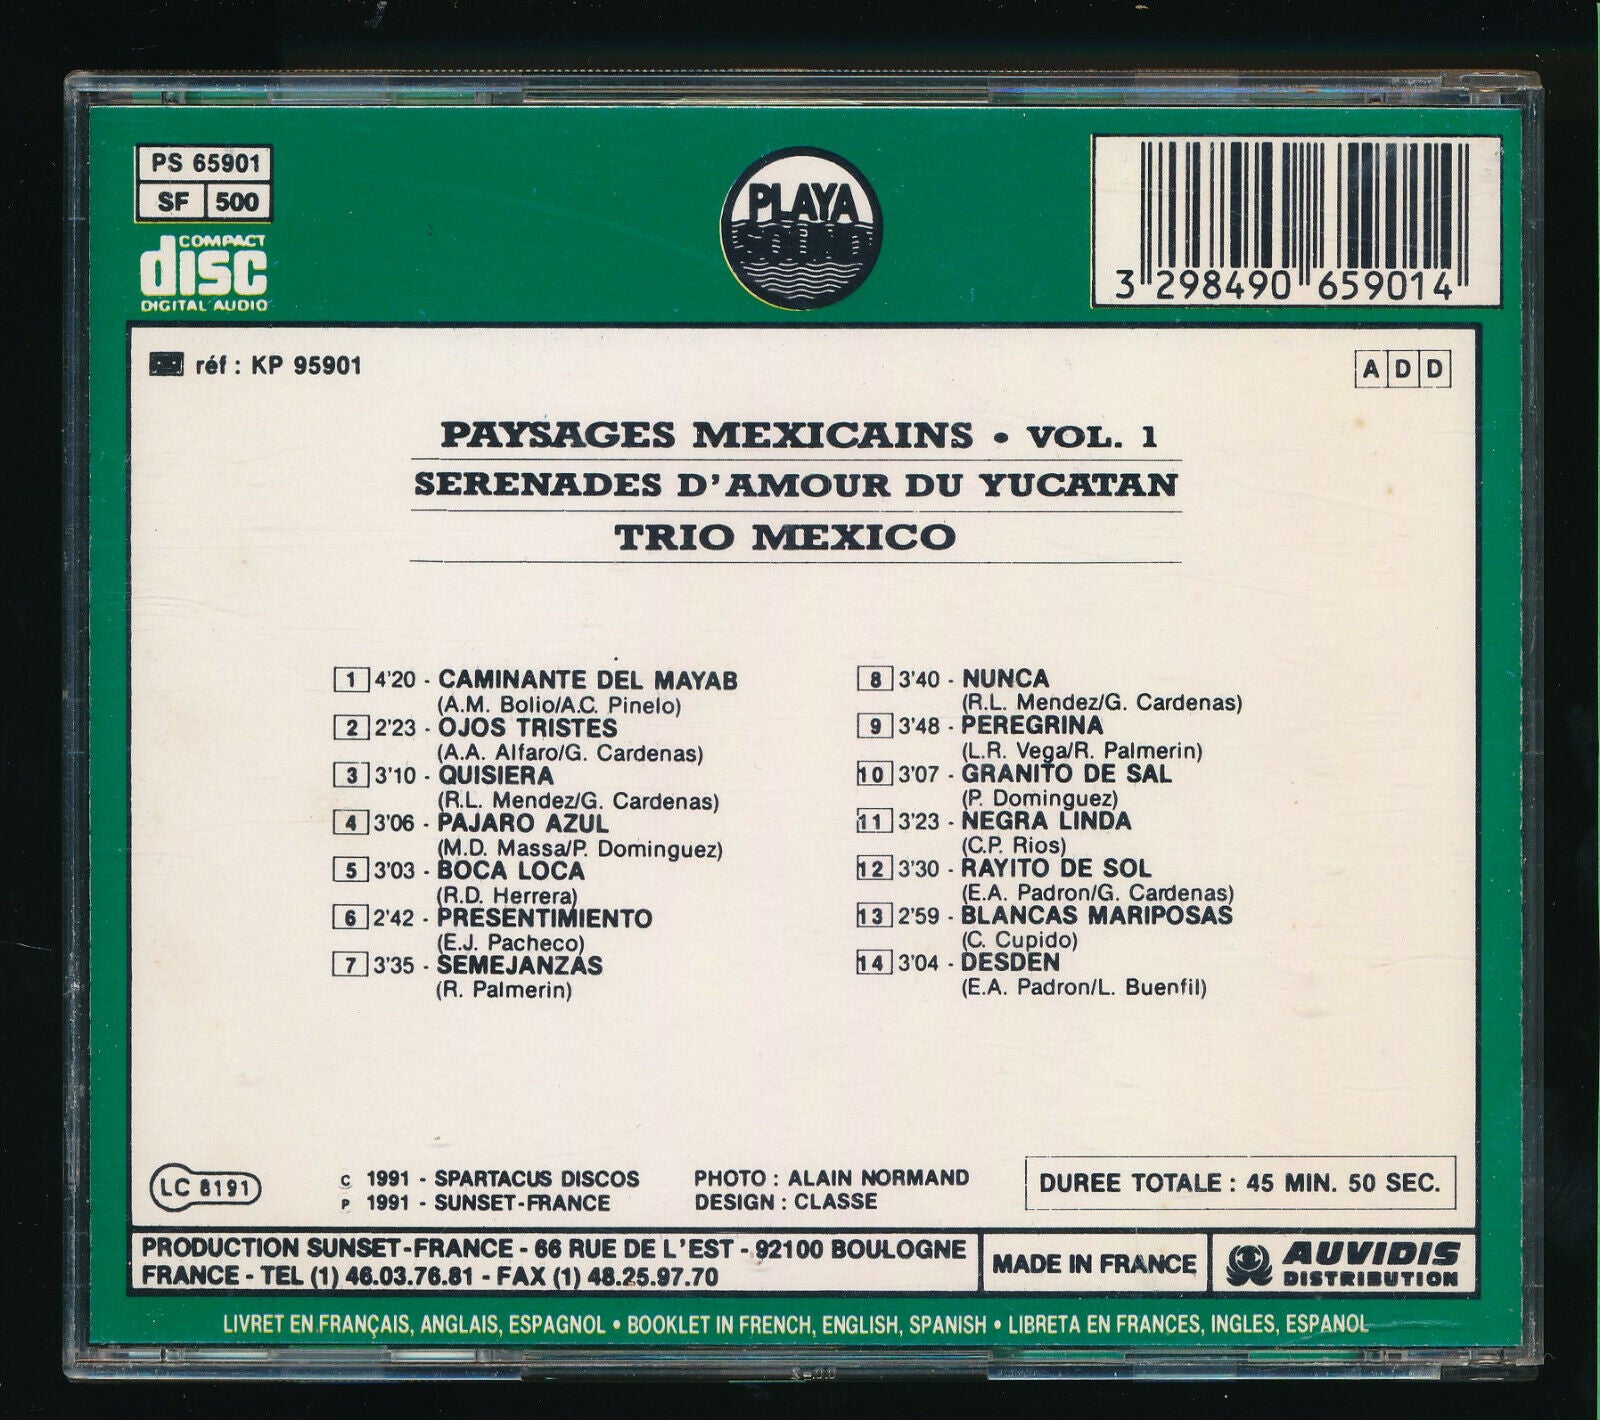 PS 65901
SF 500
COMPACT
disc
DIGITAL AUDIO
PLAYA
SOUND
3 298490 659014
réf : KP 95901
A D D
PAYSAGES MEXICAINS • VOL. 1
SERENADES D'AMOUR DU YUCATAN
TRIO MEXICO
1 4'20 - CAMINANTE DEL MAYAB
(A.M. Bolio/A.C. Pinelo)
2 2'23 - OJOS TRISTES
(A.A. Alfaro/G. Cardenas)
3 3'10 - QUISIERA
(R.L. Mendez/G. Cardenas)
4 3'06 - PAJARO AZUL
(M.D. Massa/P. Dominguez)
5 3'03 - BOCA LOCA
(R.D. Herrera)
6 2'42 - PRESENTIMIENTO
(E.J. Pacheco)
7 3'35 - SEMEJANZAS
(R. Palmerin)
8 3'40 - NUNCA
(R.L. Mendez/G. Cardenas)
9 3'48 - PEREGRINA
(L.R. Vega/R. Palmerin)
10 3'07 - GRANITO DE SAL
(P. Dominguez)
11 3'23 - NEGRA LINDA
(C.P. Rios)
12 3'30 - RAYITO DE SOL
(E.A. Padron/G. Cardenas)
13 2'59 - BLANCAS MARIPOSAS
(C. Cupido)
14 3'04 - DESDEN
(E.A. Padron/L. Buenfil)
LC 8191
C 1991 - SPARTACUS DISCOS
P 1991 - SUNSET-FRANCE
PHOTO : ALAIN NORMAND
DESIGN : CLASSE
DUREE TOTALE : 45 MIN. 50 SEC.
PRODUCTION SUNSET-FRANCE - 66 RUE DE L'EST - 92100 BOULOGNE
FRANCE - TEL (1) 46.03.76.81 - FAX (1) 48.25.97.70
MADE IN FRANCE
AUVIDIS
DISTRIBUTION
LIVRET EN FRANÇAIS, ANGLAIS, ESPAGNOL • BOOKLET IN FRENCH, ENGLISH, SPANISH • LIBRETA EN FRANCES, INGLES, ESPANOL